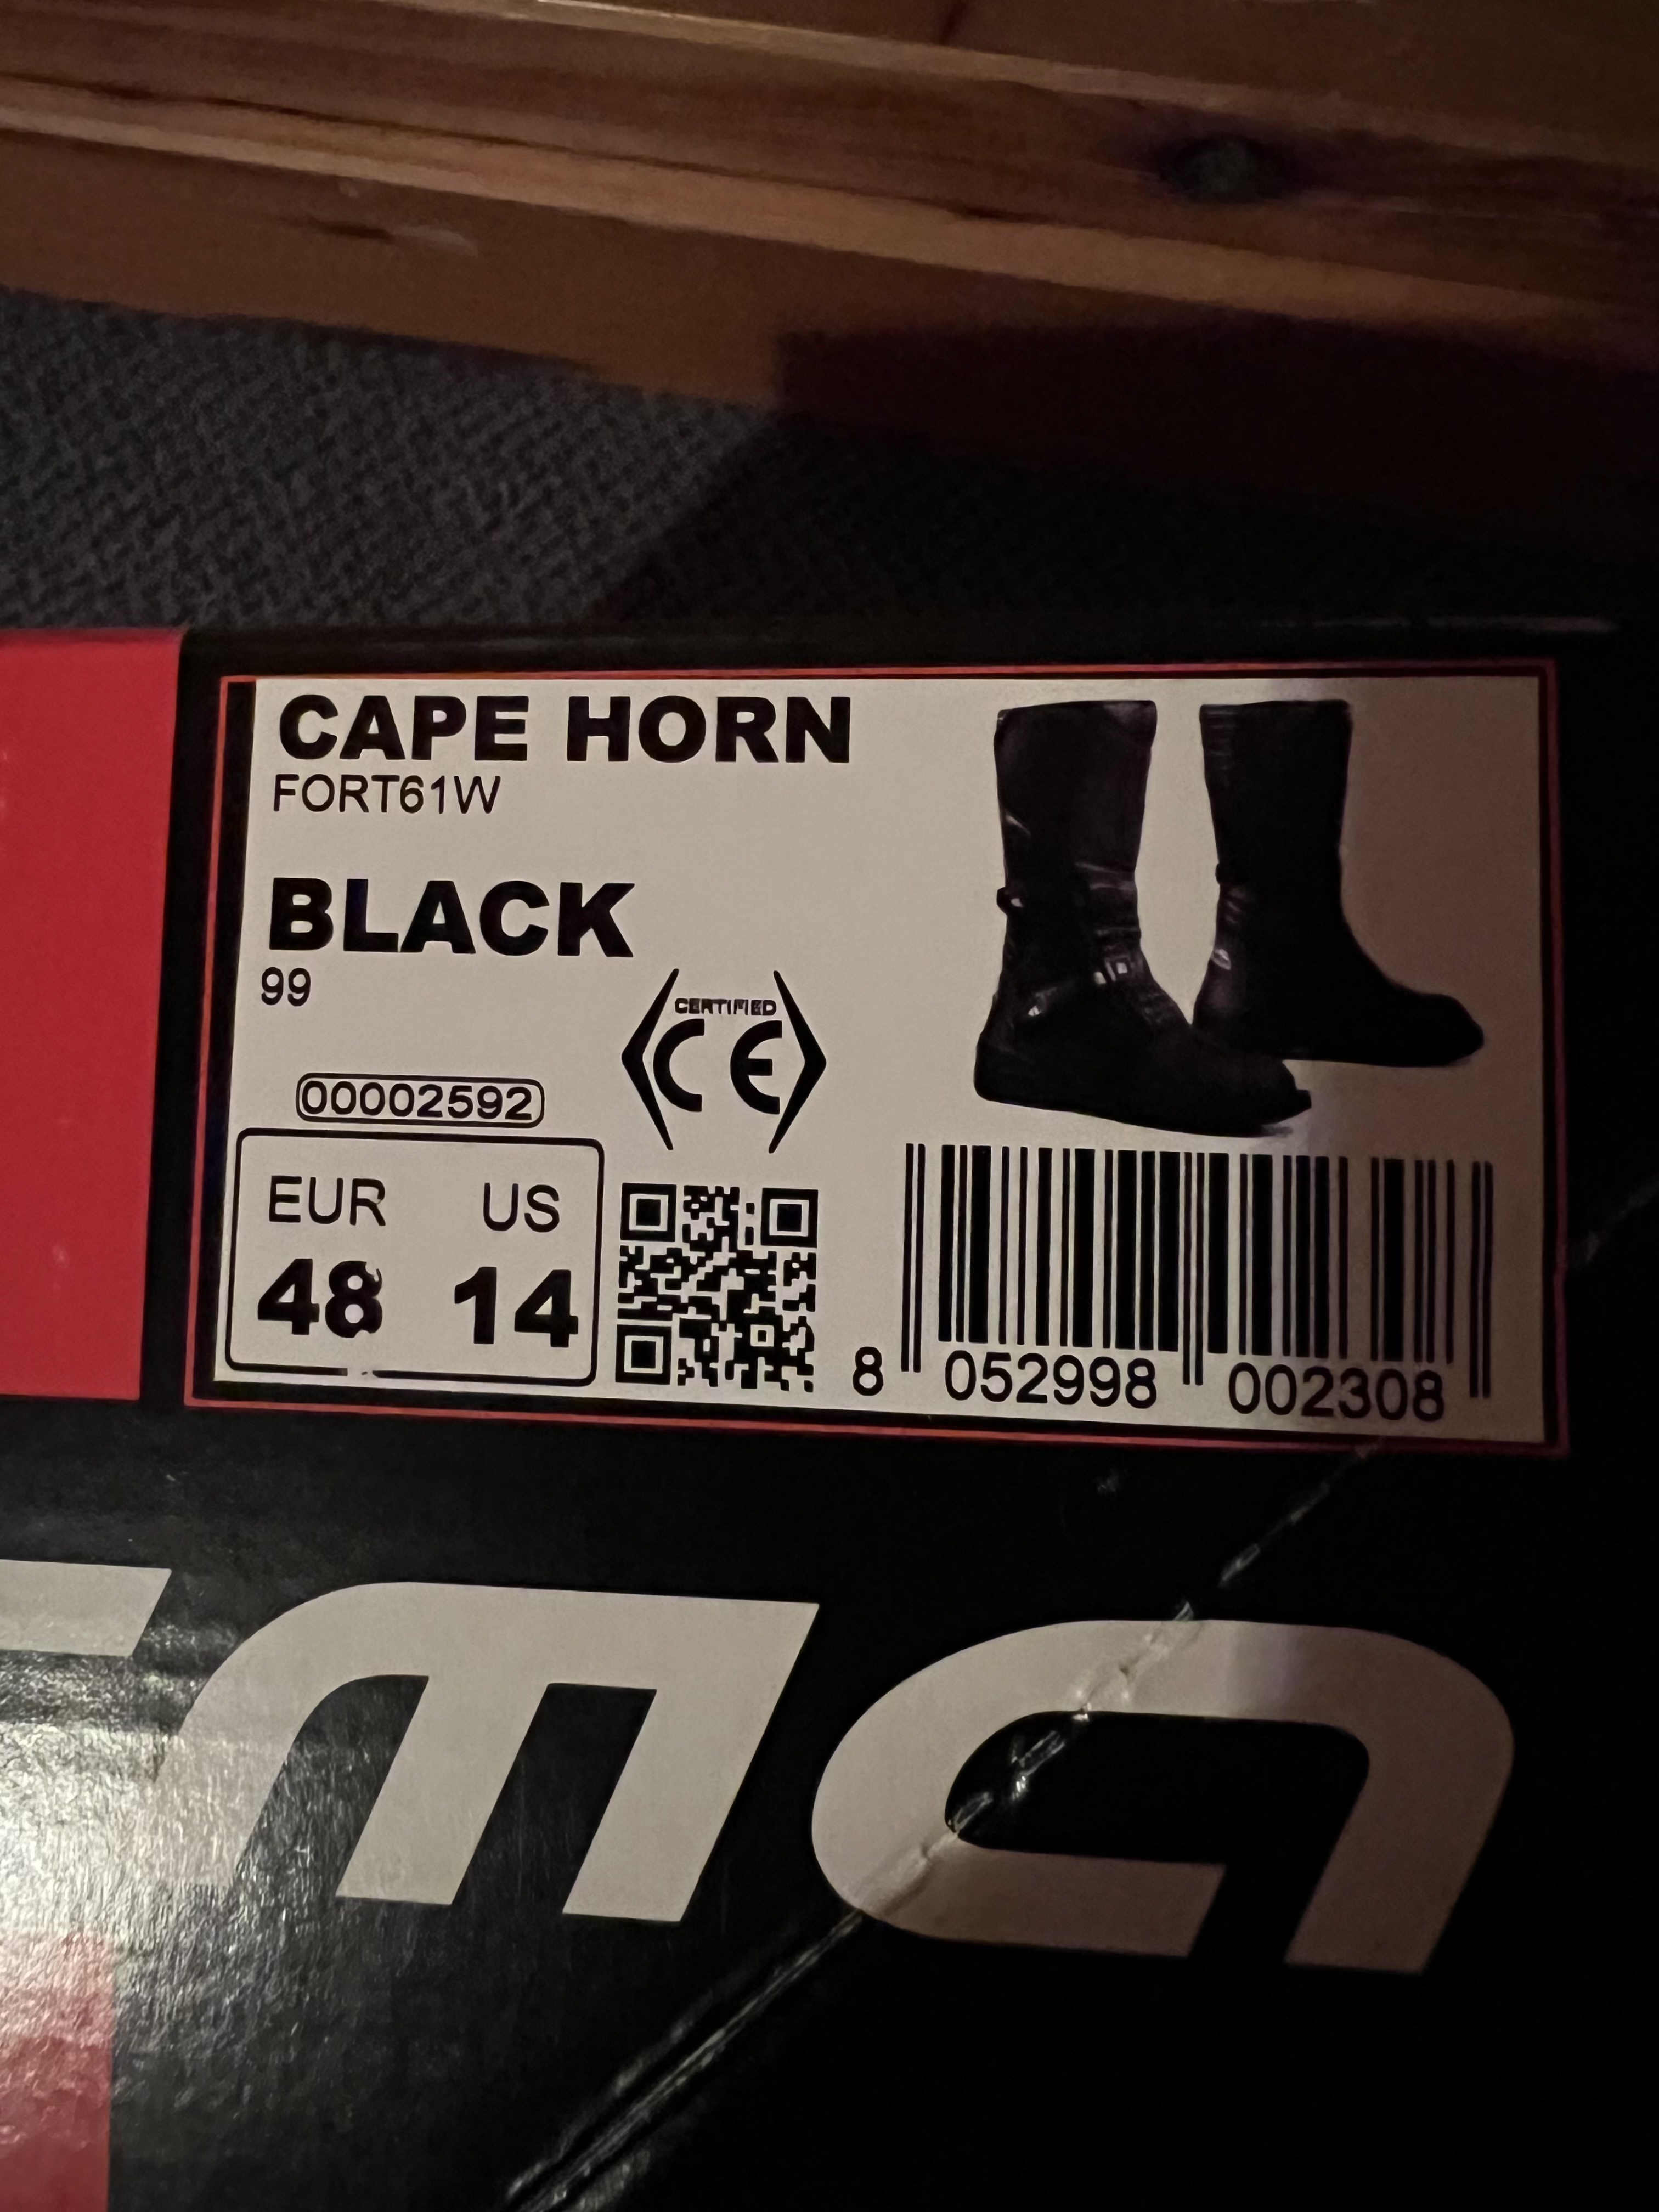 CAPE HORN
FORT61W
BLACK
99
CERTIFIED
CE
00002592
EUR US
48 14
8 052998 002308